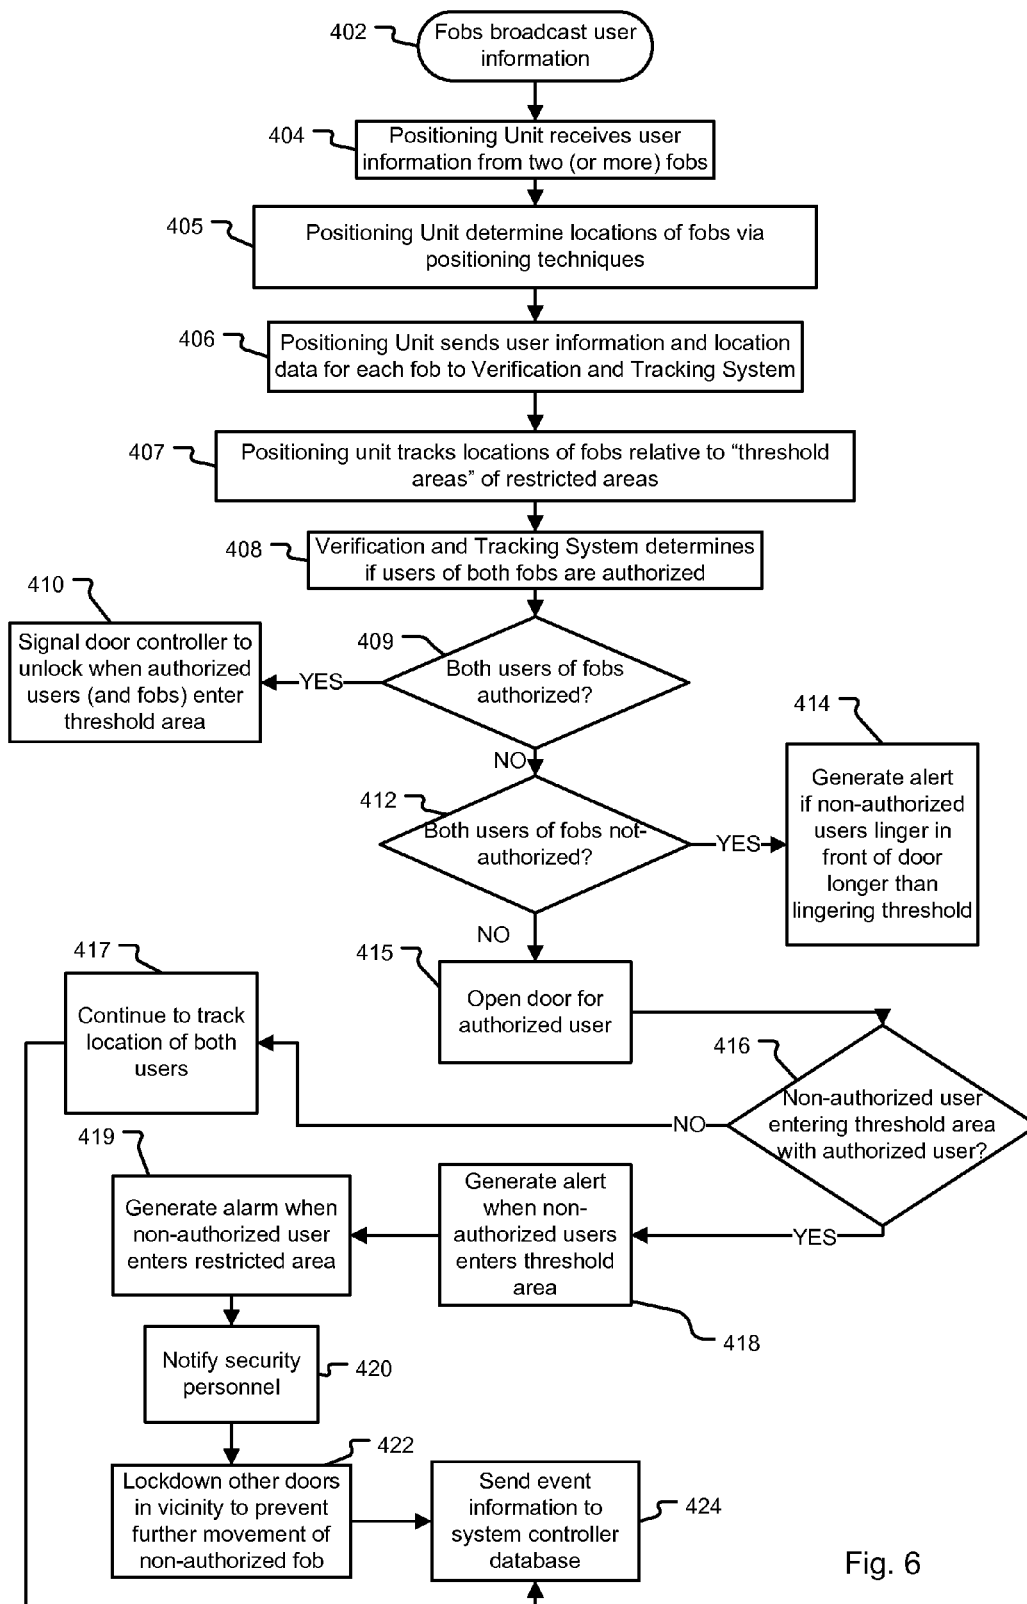 402
Fobs broadcast user
information
404
Positioning Unit receives user
information from two (or more) fobs
405
Positioning Unit determine locations of fobs via
positioning techniques
406
Positioning Unit sends user information and location
data for each fob to Verification and Tracking System
407
Positioning unit tracks locations of fobs relative to “threshold
areas” of restricted areas
408
Verification and Tracking System determines
if users of both fobs are authorized
410
Signal door controller to
unlock when authorized
users (and fobs) enter
threshold area
YES
409
Both users of fobs
authorized?
NO
412
Both users of fobs not-
authorized?
YES
414
Generate alert
if non-authorized
users linger in
front of door
longer than
lingering threshold
NO
415
Open door for
authorized user
416
Non-authorized user
entering threshold area
with authorized user?
NO
417
Continue to track
location of both
users
YES
418
Generate alert
when non-
authorized users
enters threshold
area
419
Generate alarm when
non-authorized user
enters restricted area
420
Notify security
personnel
422
Lockdown other doors
in vicinity to prevent
further movement of
non-authorized fob
424
Send event
information to
system controller
database
Fig. 6